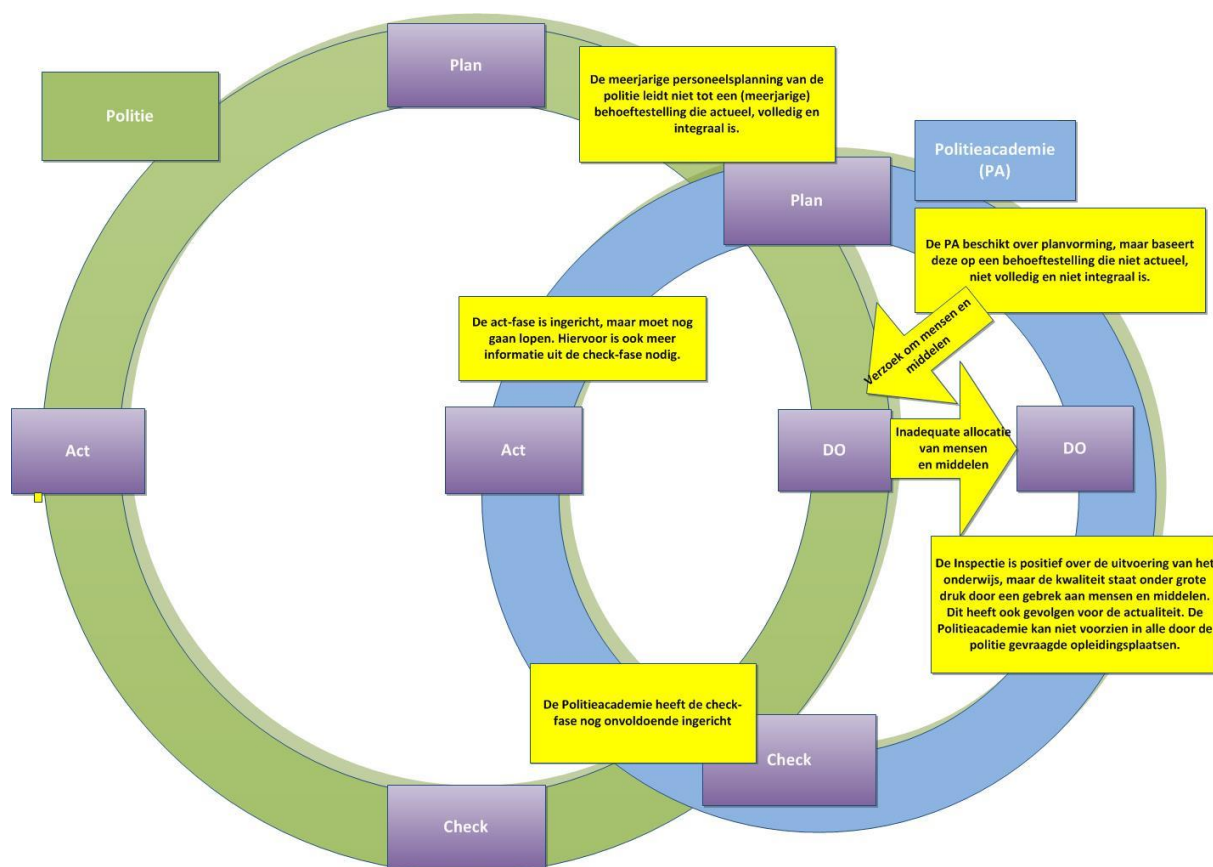 Plan
De meerjarige personeelsplanning van de
politie leidt niet tot een (meerjarige)
behoeftestelling die actueel, volledig en
integraal is.
Politie
Politieacademie
(PA)
Plan
De PA beschikt over planvorming, maar baseert
deze op een behoeftestelling die niet actueel,
niet volledig en niet integraal is.
De act-fase is ingericht, maar moet nog
gaan lopen. Hiervoor is ook meer
informatie uit de check-fase nodig.
Verzoek om mensen en
middelen
Act
Act
DO
Inadequate allocatie
van mensen
en middelen
DO
De Inspectie is positief over de uitvoering van het
onderwijs, maar de kwaliteit staat onder grote
druk door een gebrek aan mensen en middelen.
Dit heeft ook gevolgen voor de actualiteit. De
Politieacademie kan niet voorzien in alle door de
politie gevraagde opleidingsplaatsen.
De Politieacademie heeft de check-
fase nog onvoldoende ingericht
Check
Check